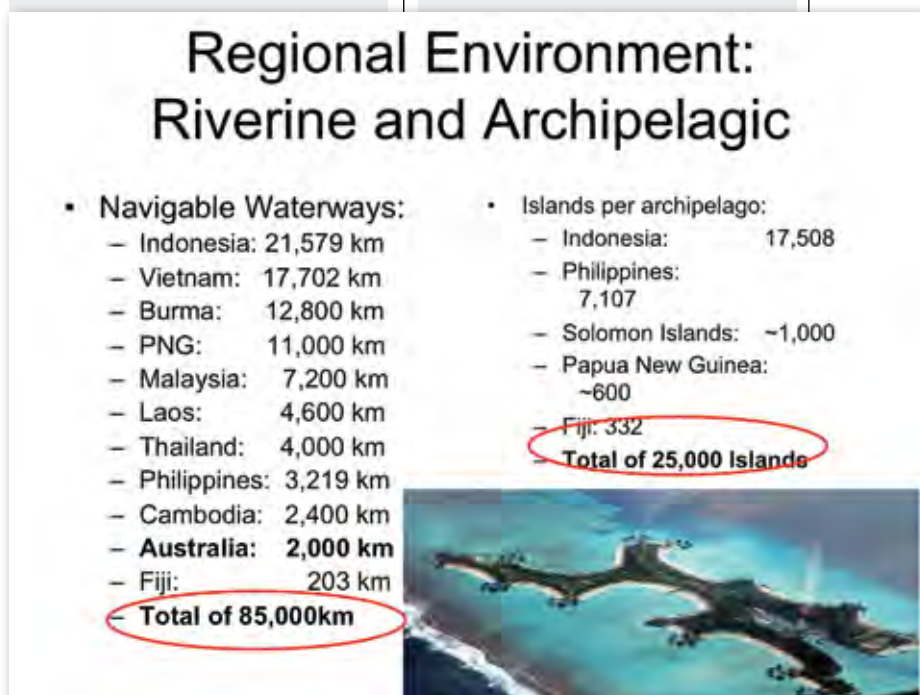 Regional Environment:
Riverine and Archipelagic
• Navigable Waterways:
– Indonesia: 21,579 km
– Vietnam: 17,702 km
– Burma: 12,800 km
– PNG: 11,000 km
– Malaysia: 7,200 km
– Laos: 4,600 km
– Thailand: 4,000 km
– Philippines: 3,219 km
– Cambodia: 2,400 km
– Australia: 2,000 km
– Fiji: 203 km
– Total of 85,000km
• Islands per archipelago:
– Indonesia: 17,508
– Philippines:
7,107
– Solomon Islands: ~1,000
– Papua New Guinea:
~600
– Fiji: 332
– Total of 25,000 Islands